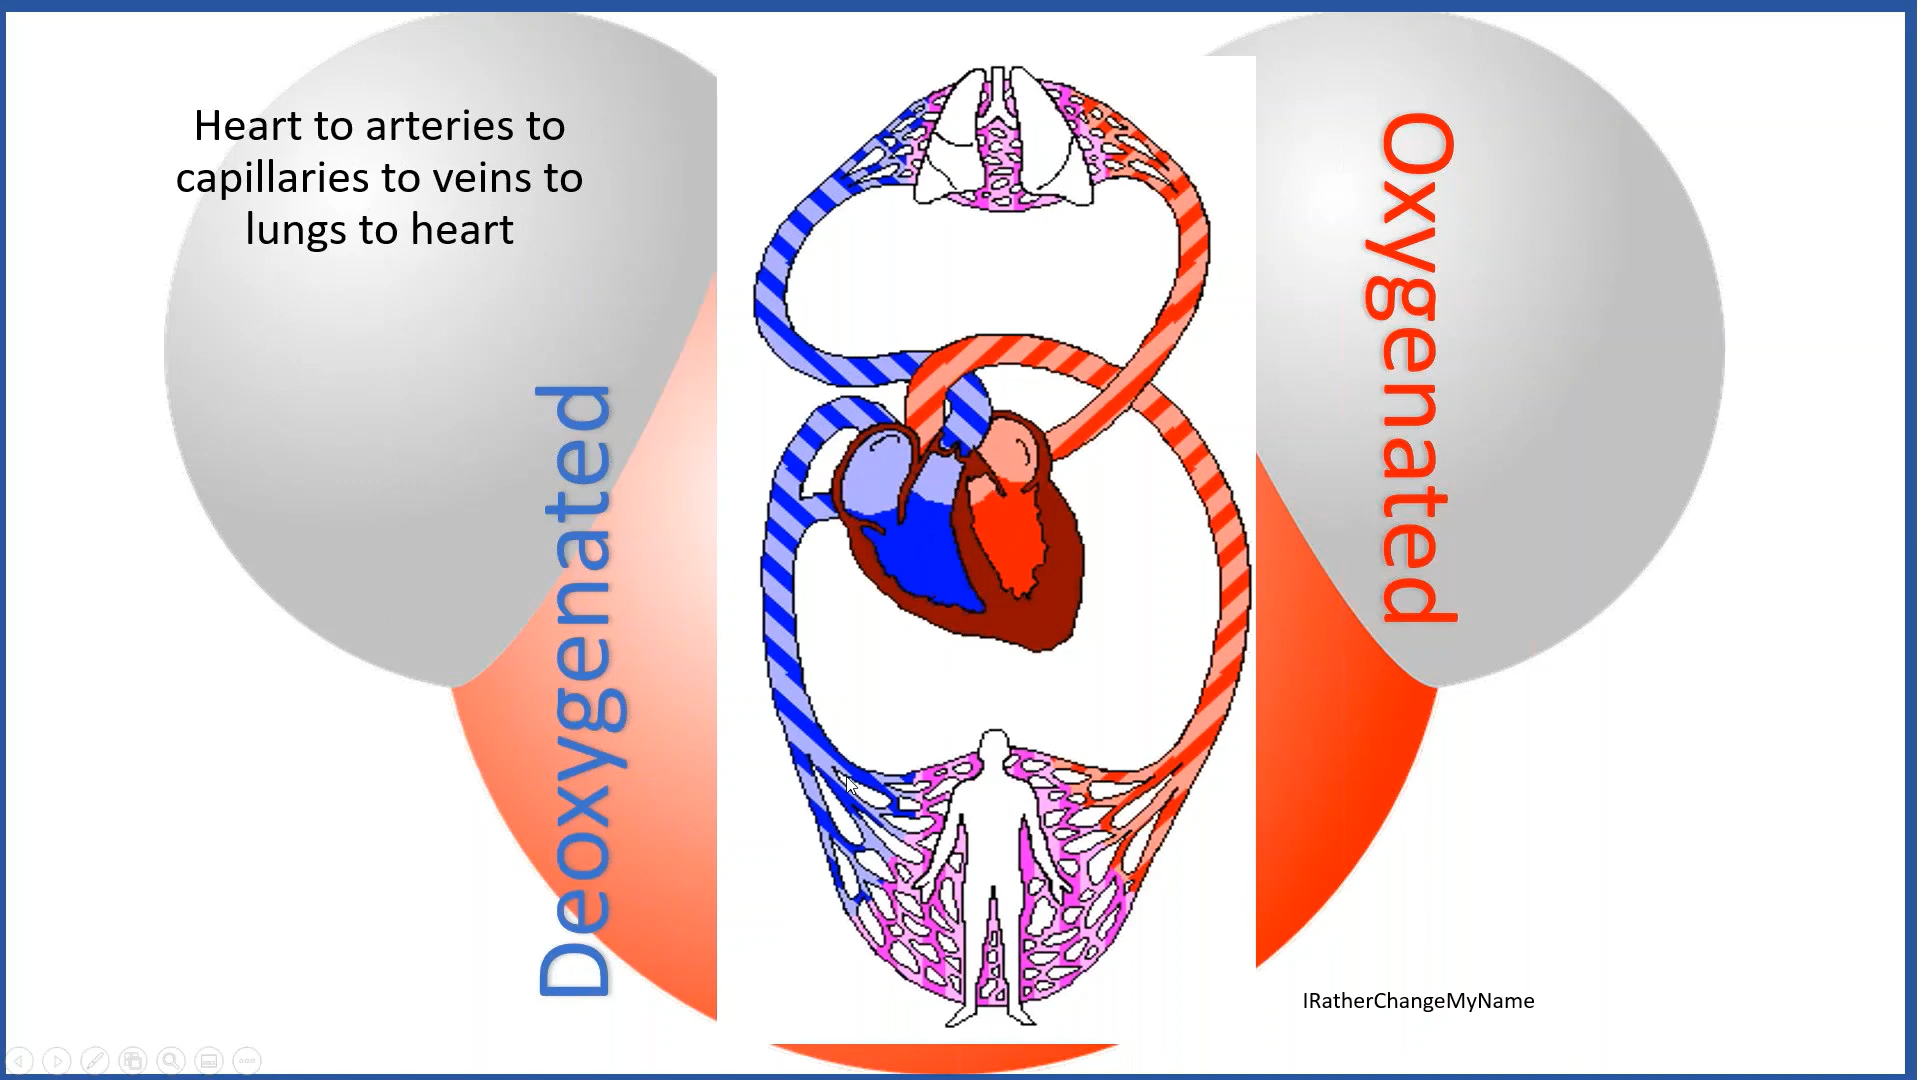 Heart to arteries to
capillaries to veins to
lungs to heart
Deoxygenated
Oxygenated
IRatherChangeMyName